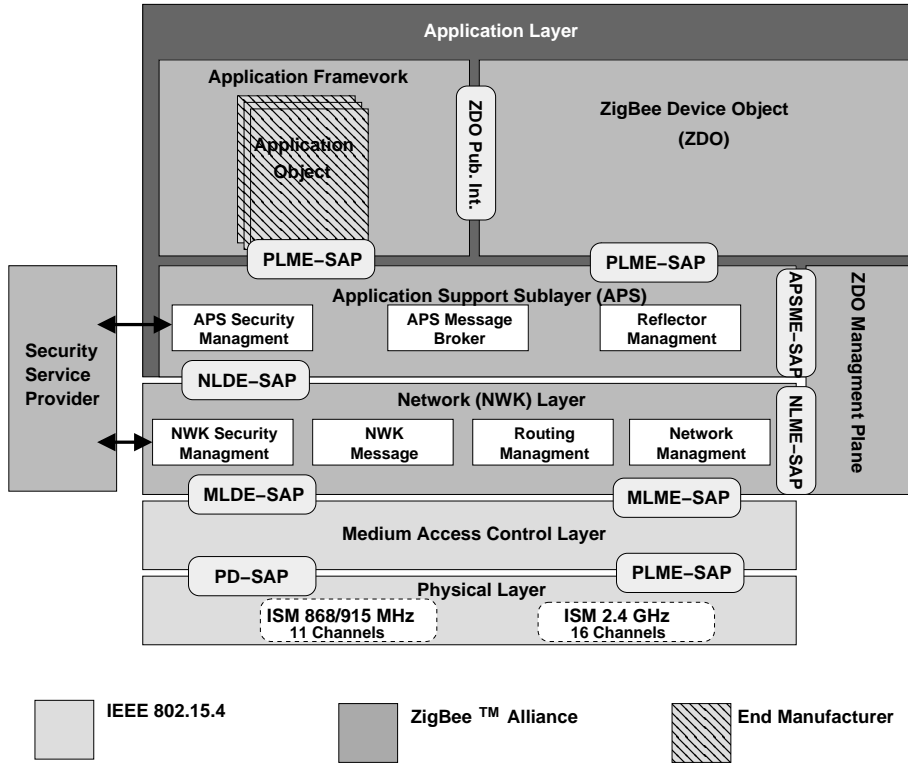 Application Layer
Application Framevork
ZigBee Device Object
(ZDO)
ZDO Pub. Int.
Application
Object
PLME−SAP
PLME−SAP
Application Support Sublayer (APS)
APSME−SAP
ZDO Managment Plane
APS Security
Managment
APS Message
Broker
Reflector
Managment
Security
Service
Provider
NLDE−SAP
Network (NWK) Layer
NLME−SAP
NWK Security
Managment
NWK
Message
Routing
Managment
Network
Managment
MLDE−SAP
MLME−SAP
Medium Access Control Layer
PD−SAP
PLME−SAP
Physical Layer
ISM 868/915 MHz
11 Channels
ISM 2.4 GHz
16 Channels
IEEE 802.15.4
ZigBee ™ Alliance
End Manufacturer